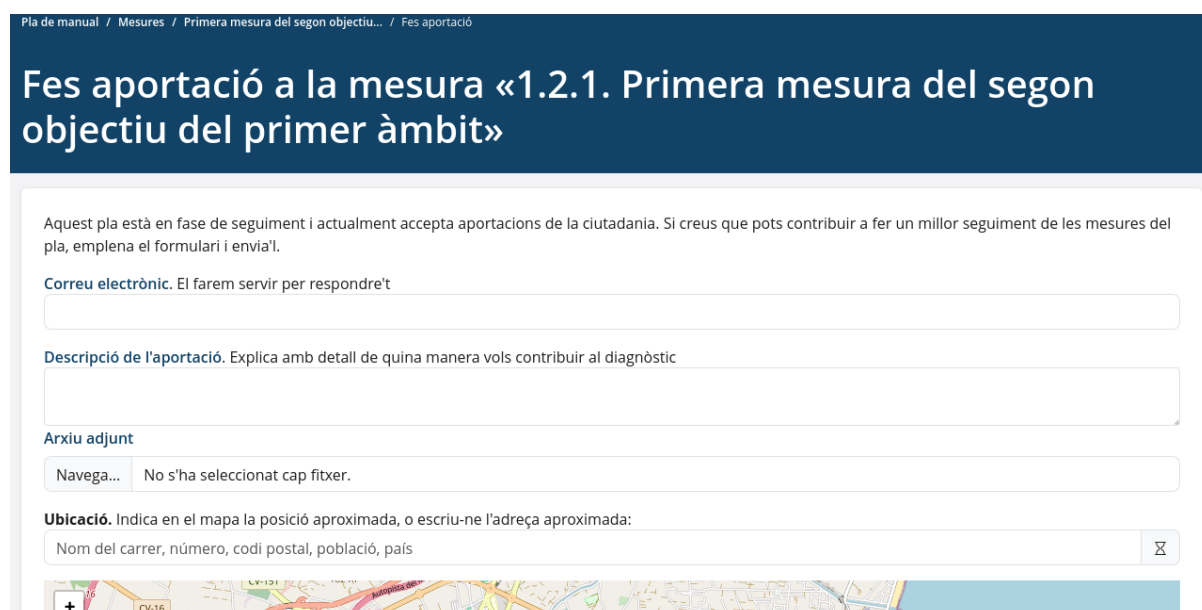 Pla de manual / Mesures / Primera mesura del segon objectiu... / Fes aportació
Fes aportació a la mesura «1.2.1. Primera mesura del segon
objectiu del primer àmbit»
Aquest pla està en fase de seguiment i actualment accepta aportacions de la ciutadania. Si creus que pots contribuir a fer un millor seguiment de les mesures del
pla, emplena el formulari i envia'l.
Correu electrònic. El farem servir per respondre't
Descripció de l'aportació. Explica amb detall de quina manera vols contribuir al diagnòstic
Arxiu adjunt
Navega... No s'ha seleccionat cap fitxer.
Ubicació. Indica en el mapa la posició aproximada, o escriu-ne l'adreça aproximada:
Nom del carrer, número, codi postal, població, país
CV-151
Autopista del
16
+
CV-16